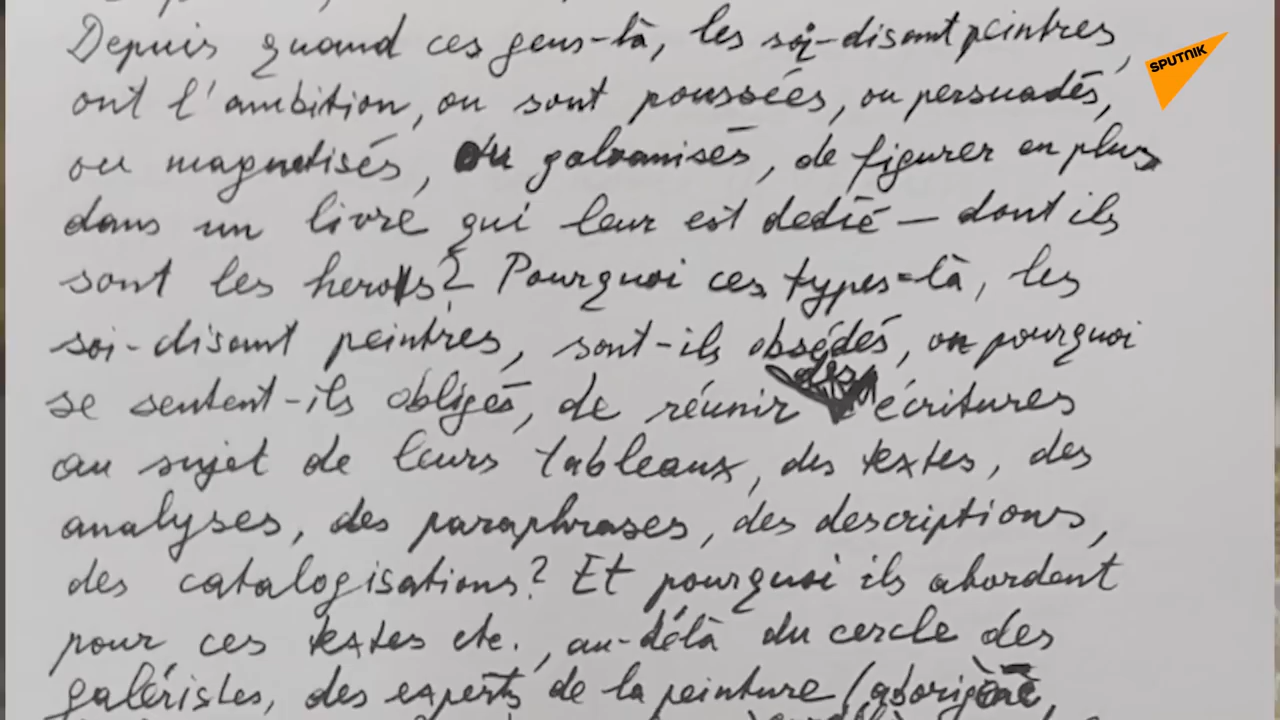 Depuis quand ces gens-là, les soi-disant peintres,
SPUTNIK
ont l'ambition, ou sont poussées, ou persuadés,
ou magnetisés, ou galvanisés, de figurer en plus
dans un livre qui leur est dedié — dont ils
sont les herois? Pourquoi ces types-là, les
soi-disant peintres, sont-ils obsédés, ou pourquoi
se sentent-ils obligés, de réunir des écritures
au sujet de leurs tableaux, des textes, des
analyses, des paraphrases, des descriptions,
des catalogisations? Et pourquoi ils abordent
pour ces textes etc., au-délà du cercle des
galéristes, des experts de la peinture (aborigène,